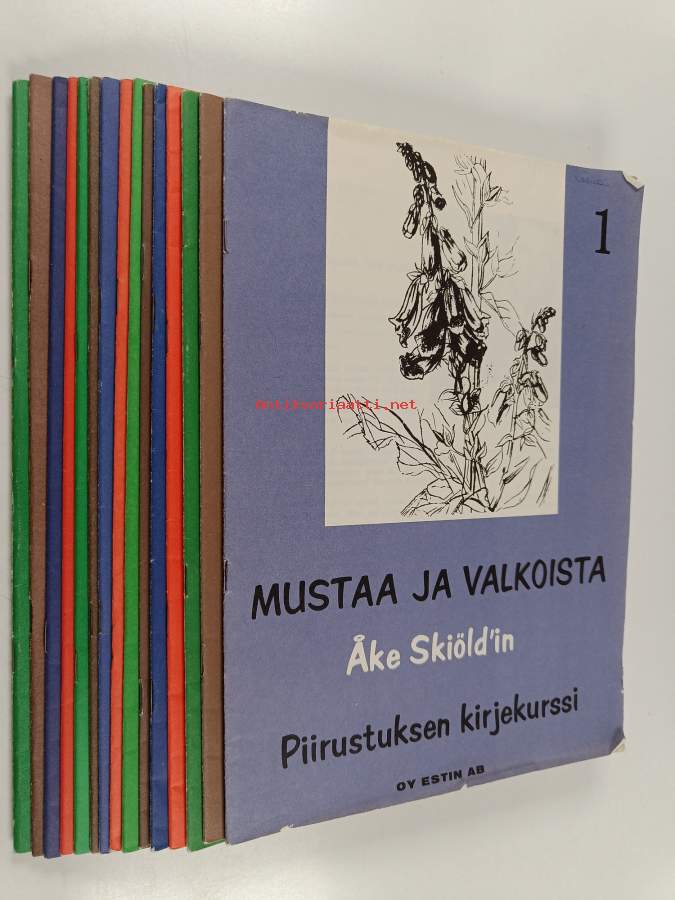 1
antikvariaatti.net
MUSTAA JA VALKOISTA
Åke Skiöld'in
Piirustuksen kirjekurssi
OY ESTIN AB